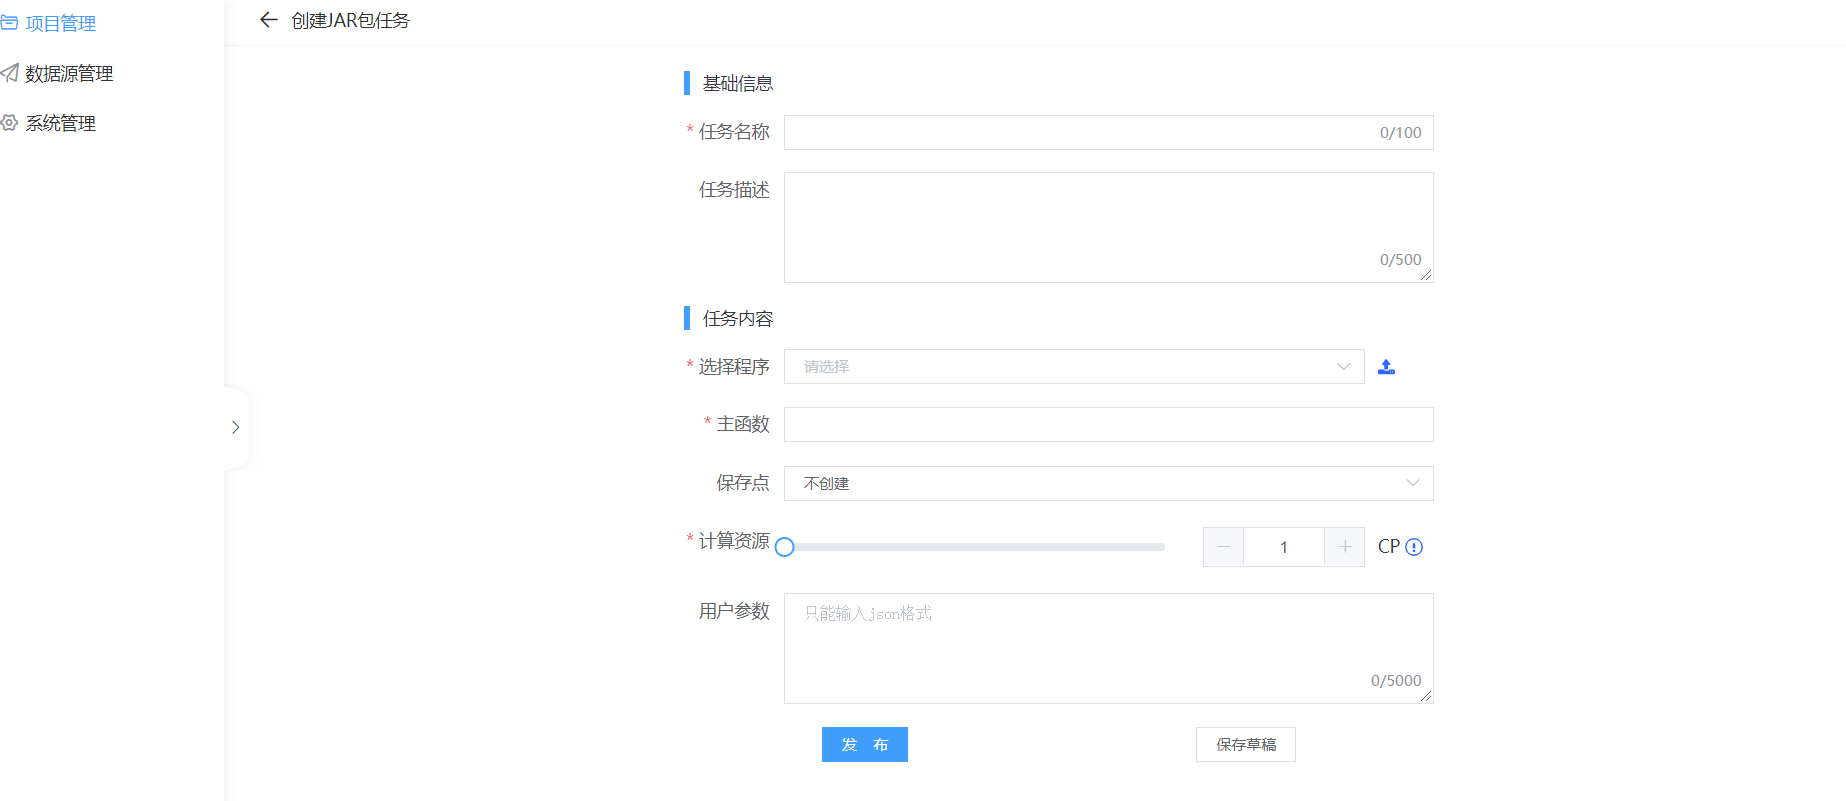 项目管理
数据源管理
系统管理
创建JAR包任务
基础信息
* 任务名称
0/100
任务描述
0/500
任务内容
* 选择程序
请选择
* 主函数
保存点
不创建
* 计算资源
1
CP
用户参数
只能输入json格式
0/5000
发 布
保存草稿